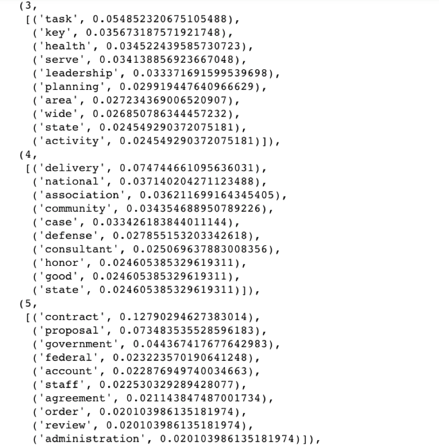 (3,
[('task', 0.054852320675105488),
('key', 0.035673187571921748),
('health', 0.034522439585730723),
('serve', 0.034138856923667048),
('leadership', 0.033371691599539698),
('planning', 0.029919447640966629),
('area', 0.027234369006520907),
('wide', 0.026850786344457232),
('state', 0.024549290372075181),
('activity', 0.024549290372075181)]),
(4,
[('delivery', 0.074744661095636031),
('national', 0.037140204271123488),
('association', 0.036211699164345405),
('community', 0.034354688950789226),
('case', 0.033426183844011144),
('defense', 0.027855153203342618),
('consultant', 0.025069637883008356),
('honor', 0.024605385329619311),
('good', 0.024605385329619311),
('state', 0.024605385329619311)]),
(5,
[('contract', 0.12790294627383014),
('proposal', 0.073483535528596183),
('government', 0.044367417677642983),
('federal', 0.023223570190641248),
('account', 0.022876949740034663),
('staff', 0.022530329289428077),
('agreement', 0.021143847487001734),
('order', 0.020103986135181974),
('review', 0.020103986135181974),
('administration', 0.020103986135181974)]),